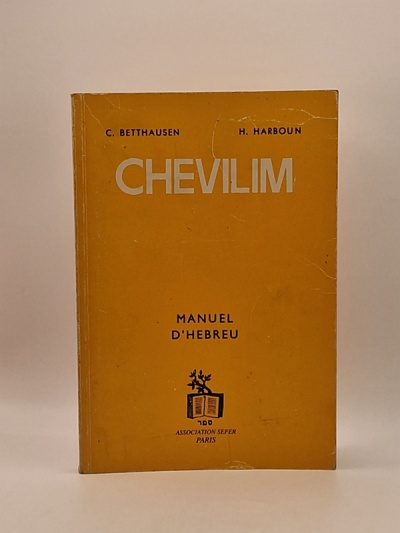 C. BETTHAUSEN H. HARBOUN
CHEVILIM
MANUEL
D'HEBREU
ספר
ASSOCIATION SEFER
PARIS